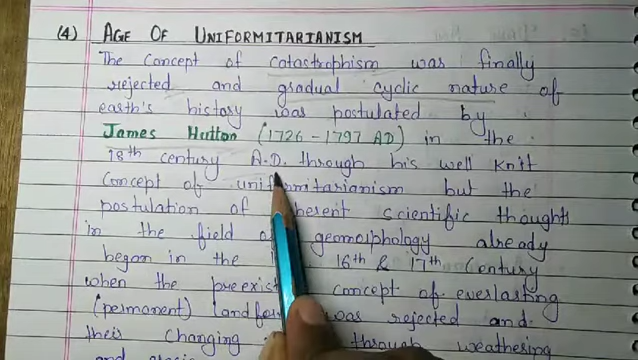 (4) AGE OF UNIFORMITARIANISM
The concept of catastrophism was finally
rejected and gradual cyclic nature of
earth's history was postulated by
James Hutton (1726 - 1797 AD) in the
18th century A.D. through his well knit
concept of uniformitarianism but the
postulation of herent scientific thoughts
in the field of geomorphology already
began in the 16th & 17th century
when the preexist concept of everlasting
(permanent) landfo was rejected and
their changing through weathering
and